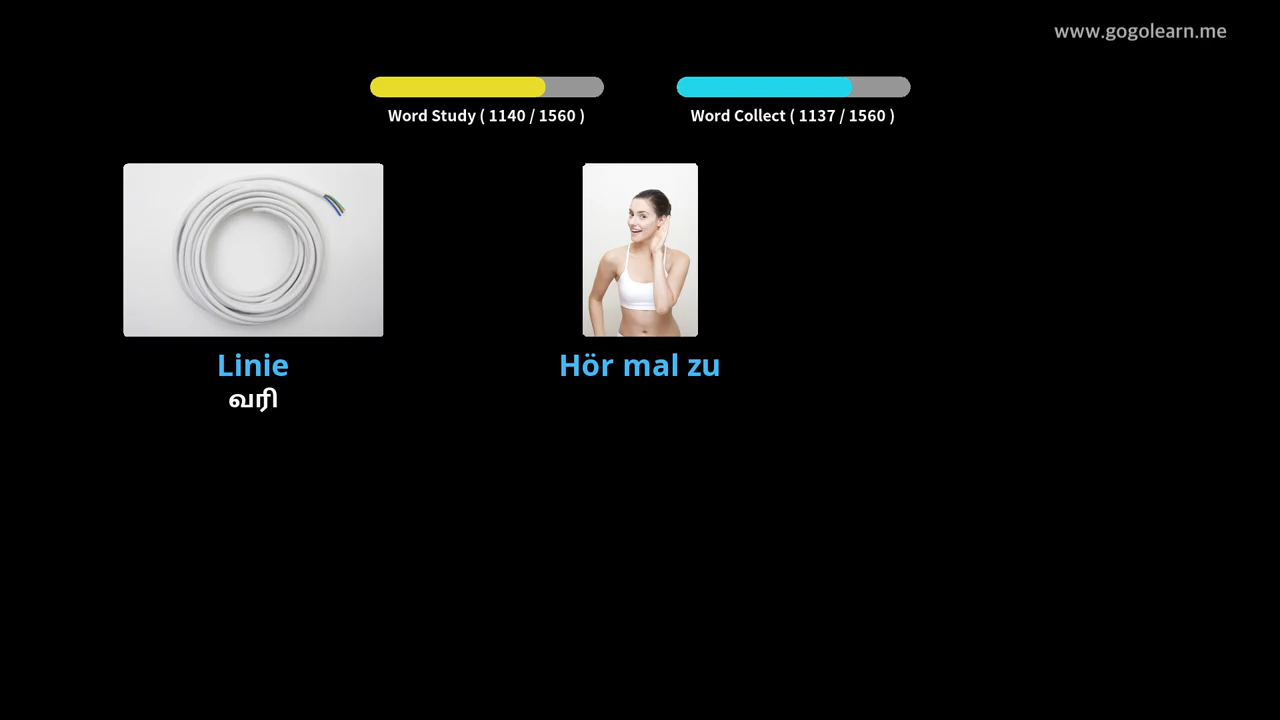 www.gogolearn.me
Word Study ( 1140 / 1560 )
Word Collect ( 1137 / 1560 )
Linie
வரி
Hör mal zu